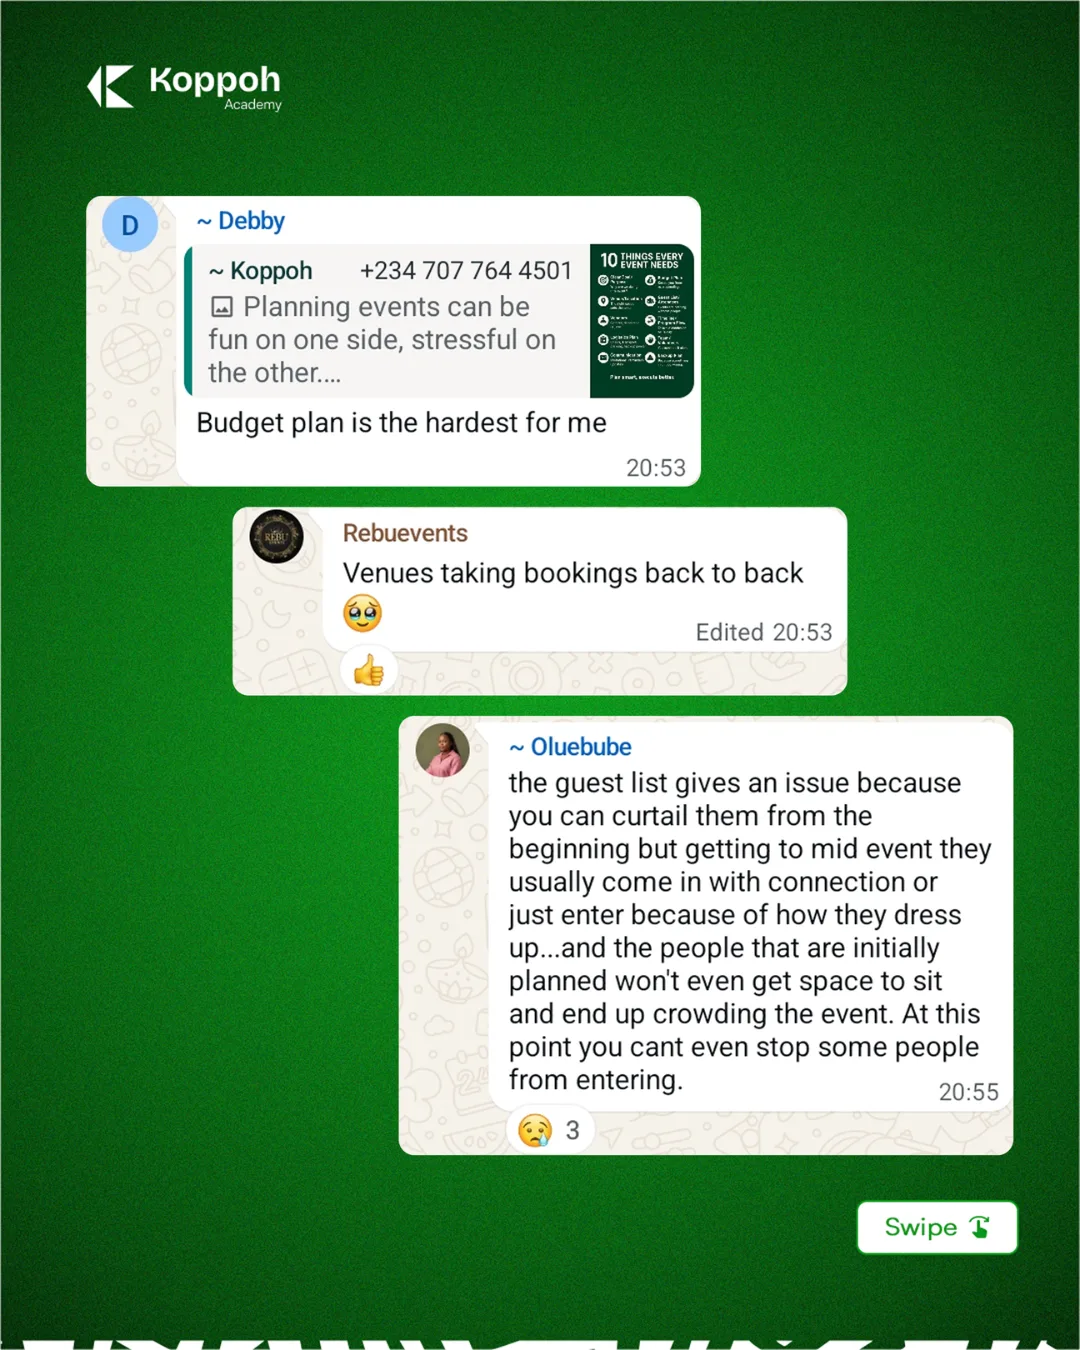 Koppoh
Academy
D
~ Debby
~ Koppoh +234 707 764 4501
Planning events can be
fun on one side, stressful on
the other....
10 THINGS EVERY
EVENT NEEDS
Plan smart, execute better.
Budget plan is the hardest for me
20:53
REBU
Rebuevents
Venues taking bookings back to back
🥹
Edited 20:53
👍
~ Oluebube
the guest list gives an issue because
you can curtail them from the
beginning but getting to mid event they
usually come in with connection or
just enter because of how they dress
up...and the people that are initially
planned won't even get space to sit
and end up crowding the event. At this
point you cant even stop some people
from entering.
20:55
😢 3
Swipe